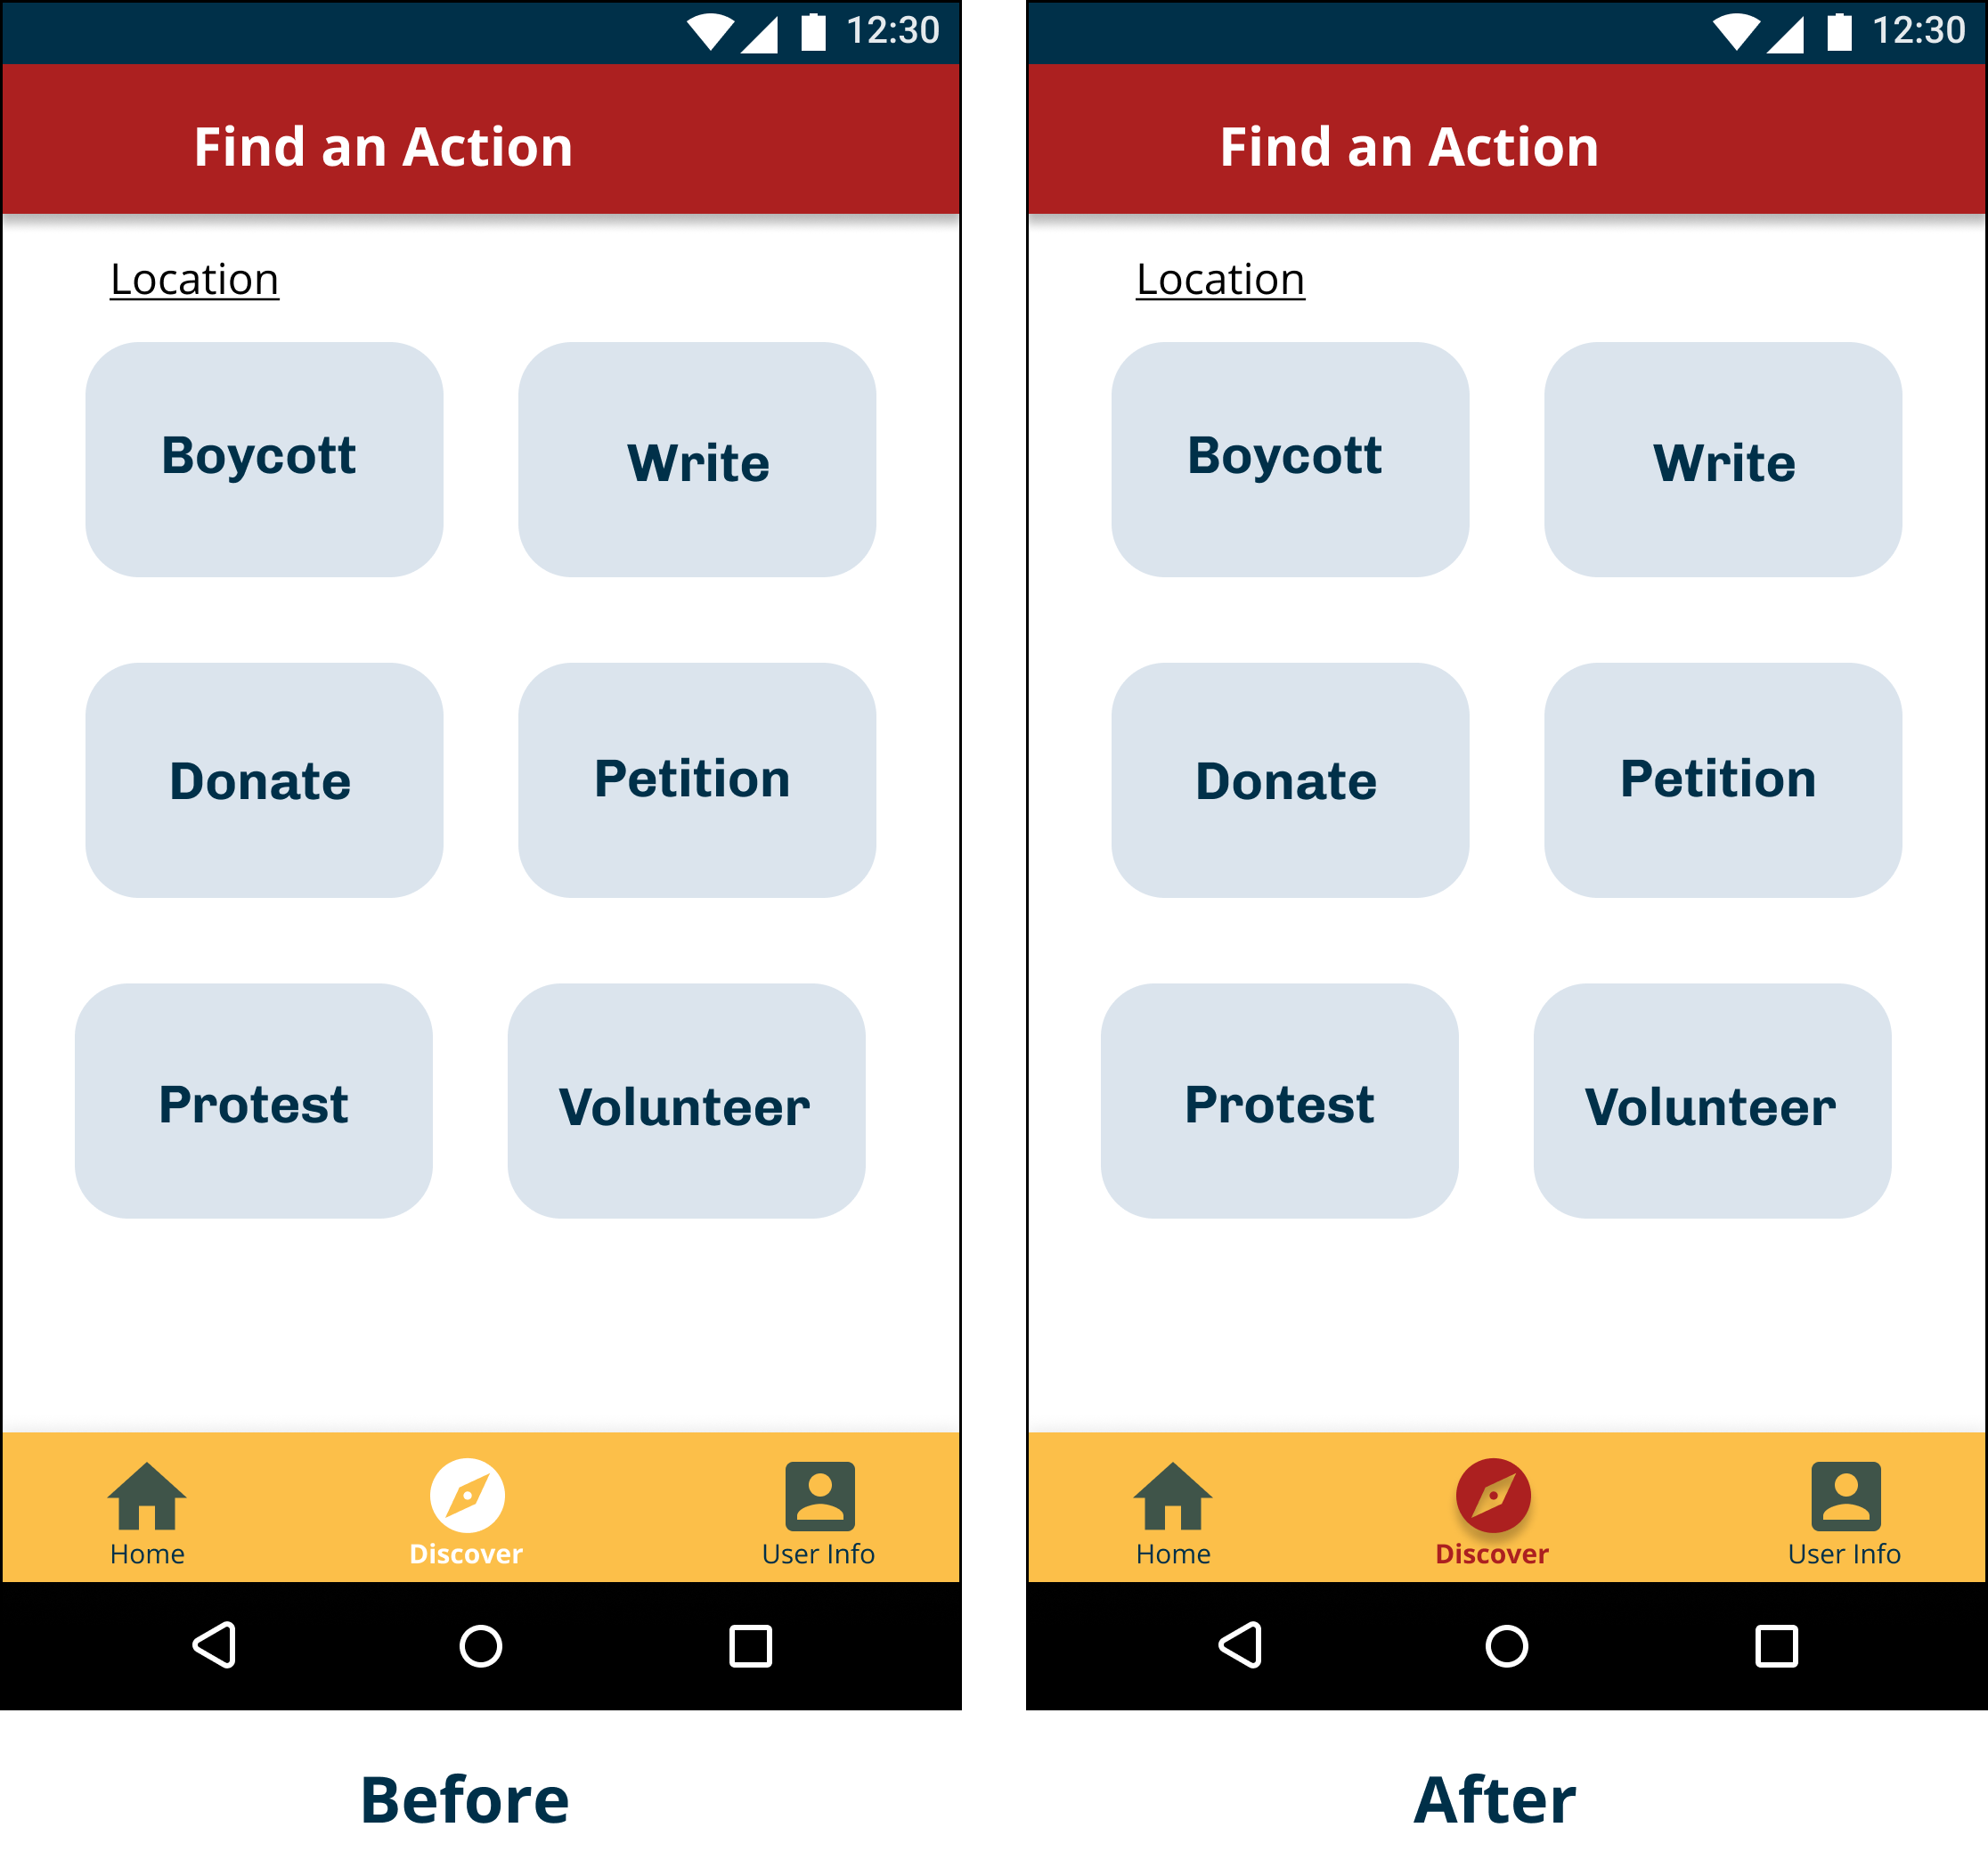 12:30
Find an Action
Location
Boycott
Write
Donate
Petition
Protest
Volunteer
Home
Discover
User Info
Before
12:30
Find an Action
Location
Boycott
Write
Donate
Petition
Protest
Volunteer
Home
Discover
User Info
After